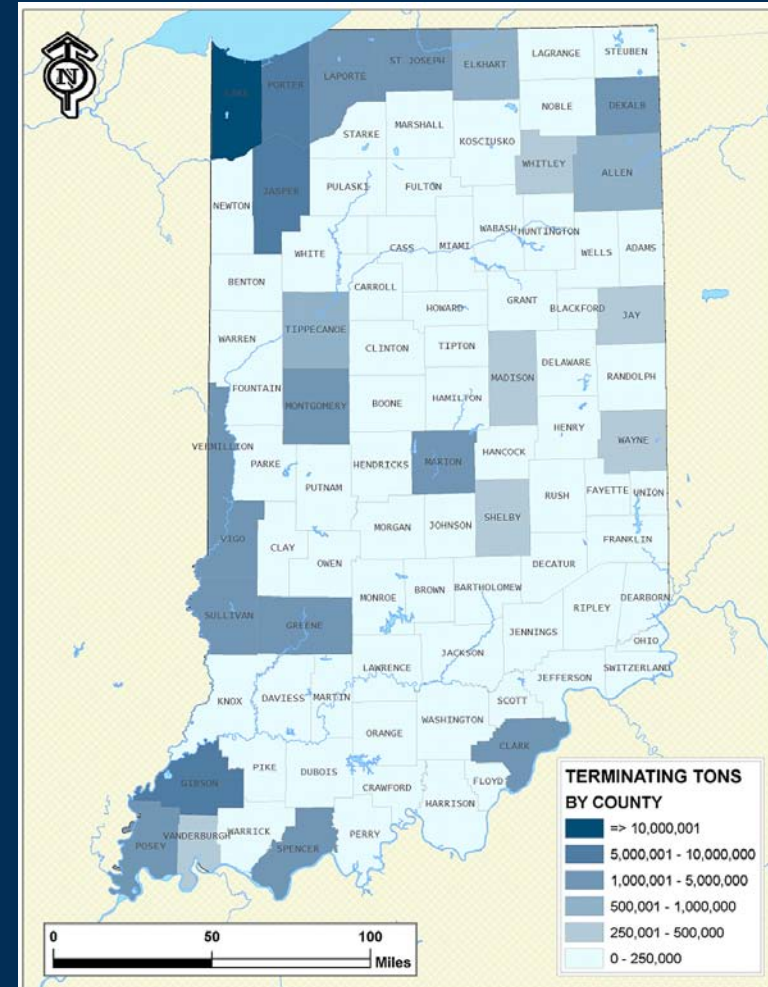 N
LAKE
PORTER
LAPORTE
ST. JOSEPH
ELKHART
LAGRANGE
STEUBEN
NOBLE
DEKALB
STARKE
MARSHALL
KOSCIUSKO
WHITLEY
ALLEN
NEWTON
JASPER
PULASKI
FULTON
WHITE
CASS
MIAMI
WABASH
HUNTINGTON
WELLS
ADAMS
BENTON
CARROLL
HOWARD
GRANT
BLACKFORD
JAY
WARREN
TIPPECANOE
CLINTON
TIPTON
MADISON
DELAWARE
RANDOLPH
FOUNTAIN
MONTGOMERY
BOONE
HAMILTON
HENRY
WAYNE
VERMILLION
PARKE
PUTNAM
HENDRICKS
MARION
HANCOCK
RUSH
FAYETTE
UNION
VIGO
CLAY
OWEN
MORGAN
JOHNSON
SHELBY
DECATUR
FRANKLIN
SULLIVAN
GREENE
MONROE
BROWN
BARTHOLOMEW
JENNINGS
RIPLEY
DEARBORN
OHIO
SWITZERLAND
KNOX
DAVIESS
MARTIN
LAWRENCE
JACKSON
JEFFERSON
SCOTT
ORANGE
WASHINGTON
CLARK
GIBSON
PIKE
DUBOIS
CRAWFORD
HARRISON
FLOYD
POSEY
VANDERBURGH
WARRICK
SPENCER
PERRY
TERMINATING TONS
BY COUNTY
=> 10,000,001
5,000,001 - 10,000,000
1,000,001 - 5,000,000
500,001 - 1,000,000
250,001 - 500,000
0 - 250,000
0 50 100
Miles